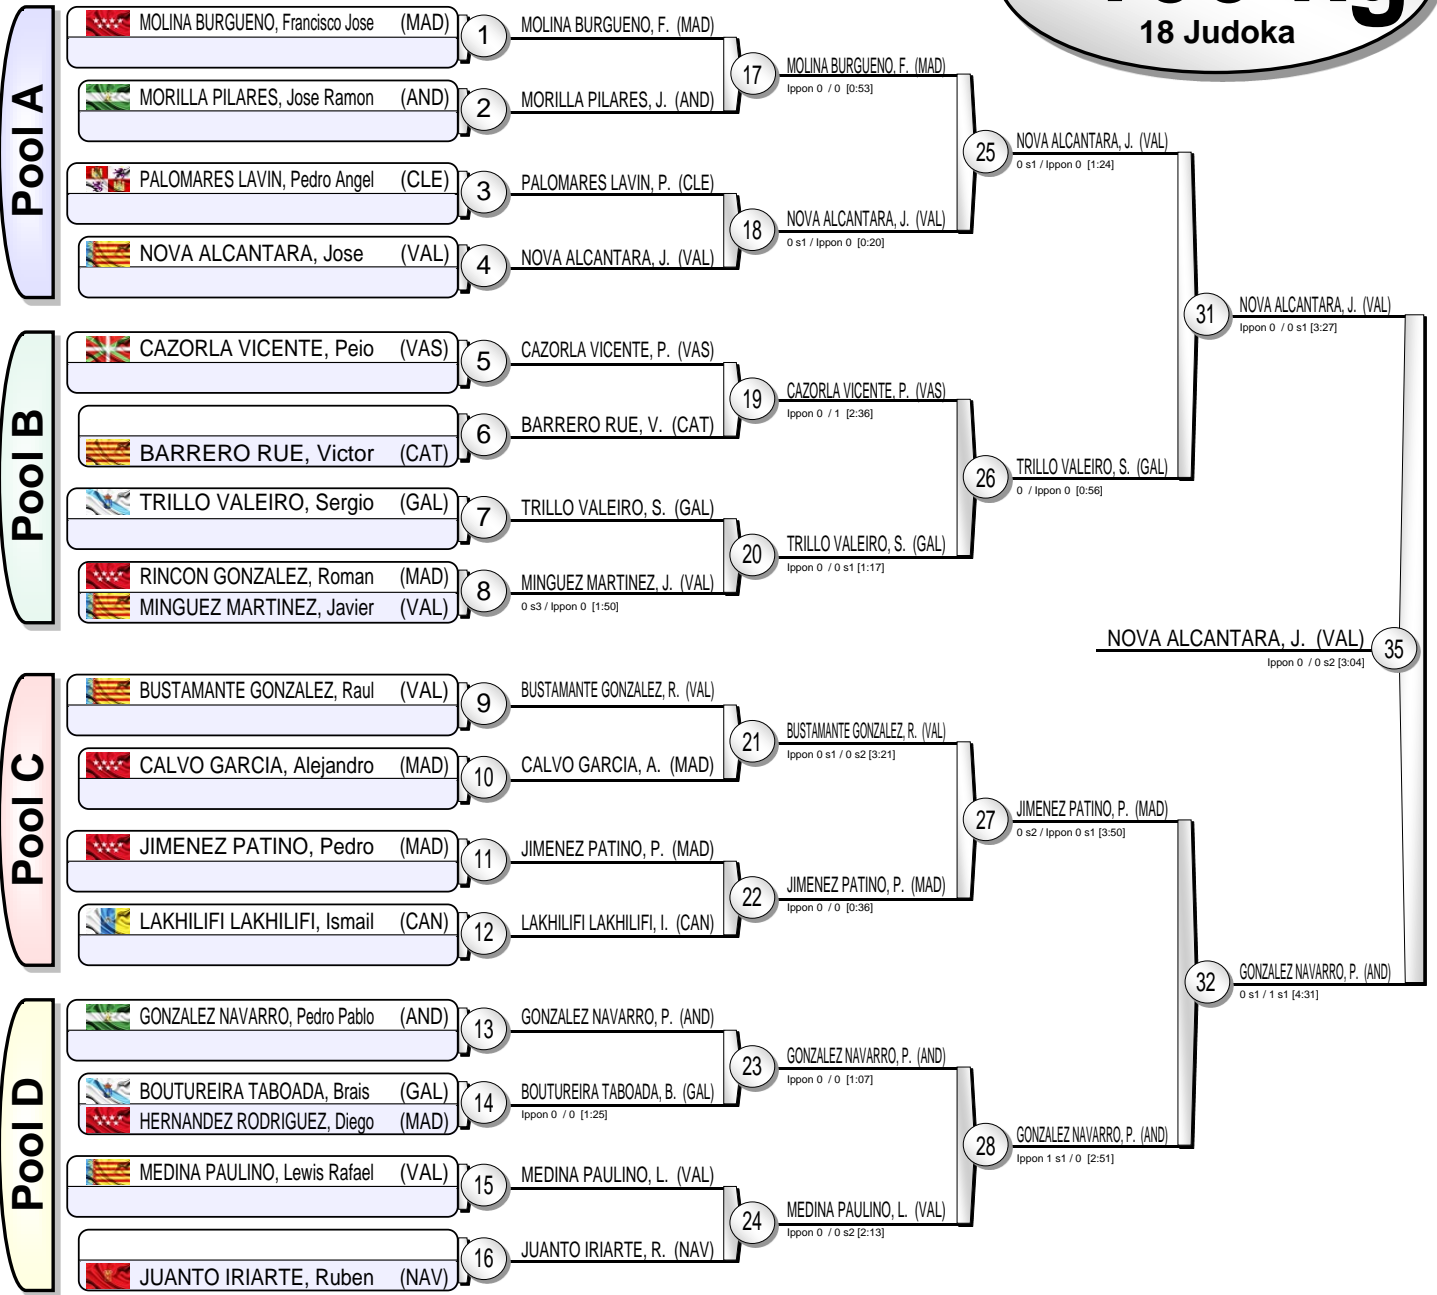 18 Judoka
Pool A
MOLINA BURGUENO, Francisco Jose (MAD)
1
MOLINA BURGUENO, F. (MAD)
MORILLA PILARES, Jose Ramon (AND)
2
MORILLA PILARES, J. (AND)
17
MOLINA BURGUENO, F. (MAD)
Ippon 0 / 0 [0:53]
PALOMARES LAVIN, Pedro Angel (CLE)
3
PALOMARES LAVIN, P. (CLE)
NOVA ALCANTARA, Jose (VAL)
4
NOVA ALCANTARA, J. (VAL)
18
NOVA ALCANTARA, J. (VAL)
0 s1 / Ippon 0 [0:20]
25
NOVA ALCANTARA, J. (VAL)
0 s1 / Ippon 0 [1:24]
Pool B
CAZORLA VICENTE, Peio (VAS)
5
CAZORLA VICENTE, P. (VAS)
BARRERO RUE, Victor (CAT)
6
BARRERO RUE, V. (CAT)
19
CAZORLA VICENTE, P. (VAS)
Ippon 0 / 1 [2:36]
TRILLO VALEIRO, Sergio (GAL)
7
TRILLO VALEIRO, S. (GAL)
RINCON GONZALEZ, Roman (MAD)
MINGUEZ MARTINEZ, Javier (VAL)
8
MINGUEZ MARTINEZ, J. (VAL)
0 s3 / Ippon 0 [1:50]
20
TRILLO VALEIRO, S. (GAL)
Ippon 0 / 0 s1 [1:17]
26
TRILLO VALEIRO, S. (GAL)
0 / Ippon 0 [0:56]
31
NOVA ALCANTARA, J. (VAL)
Ippon 0 / 0 s1 [3:27]
NOVA ALCANTARA, J. (VAL)
35
Ippon 0 / 0 s2 [3:04]
Pool C
BUSTAMANTE GONZALEZ, Raul (VAL)
9
BUSTAMANTE GONZALEZ, R. (VAL)
CALVO GARCIA, Alejandro (MAD)
10
CALVO GARCIA, A. (MAD)
21
BUSTAMANTE GONZALEZ, R. (VAL)
Ippon 0 s1 / 0 s2 [3:21]
JIMENEZ PATINO, Pedro (MAD)
11
JIMENEZ PATINO, P. (MAD)
LAKHILIFI LAKHILIFI, Ismail (CAN)
12
LAKHILIFI LAKHILIFI, I. (CAN)
22
JIMENEZ PATINO, P. (MAD)
Ippon 0 / 0 [0:36]
27
JIMENEZ PATINO, P. (MAD)
0 s2 / Ippon 0 s1 [3:50]
Pool D
GONZALEZ NAVARRO, Pedro Pablo (AND)
13
GONZALEZ NAVARRO, P. (AND)
BOUTUREIRA TABOADA, Brais (GAL)
HERNANDEZ RODRIGUEZ, Diego (MAD)
14
BOUTUREIRA TABOADA, B. (GAL)
Ippon 0 / 0 [1:25]
23
GONZALEZ NAVARRO, P. (AND)
Ippon 0 / 0 [1:07]
MEDINA PAULINO, Lewis Rafael (VAL)
15
MEDINA PAULINO, L. (VAL)
JUANTO IRIARTE, Ruben (NAV)
16
JUANTO IRIARTE, R. (NAV)
24
MEDINA PAULINO, L. (VAL)
Ippon 0 / 0 s2 [2:13]
28
GONZALEZ NAVARRO, P. (AND)
Ippon 1 s1 / 0 [2:51]
32
GONZALEZ NAVARRO, P. (AND)
0 s1 / 1 s1 [4:31]